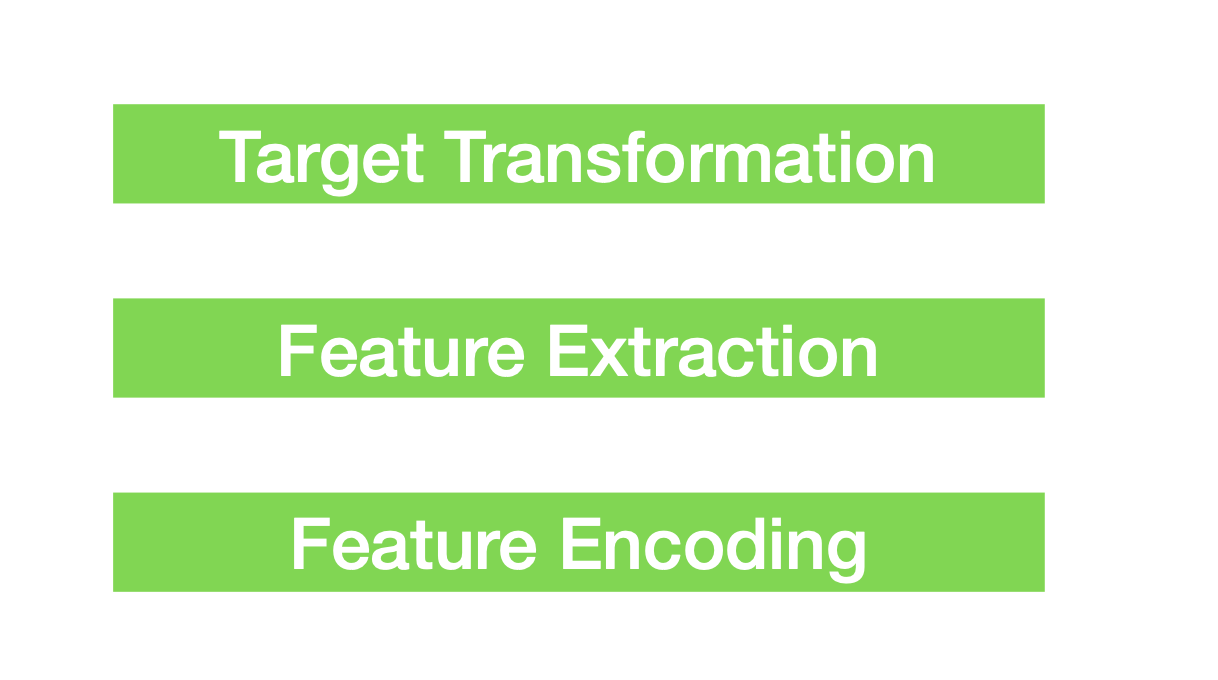 Target Transformation
Feature Extraction
Feature Encoding